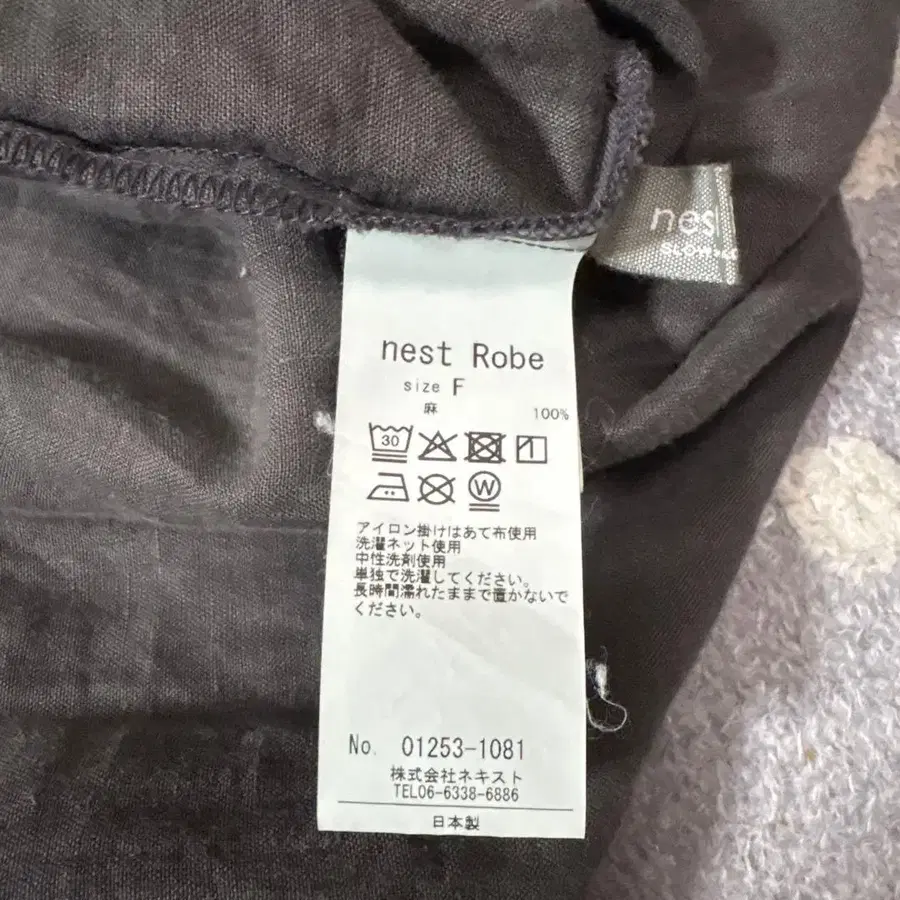 nes
nest Robe
size F
麻 100%
30
W
アイロン掛けはあて布使用
洗濯ネット使用
中性洗剤使用
単独で洗濯してください。
長時間濡れたままで置かないで
ください。
No. 01253-1081
株式会社ネキスト
TEL06-6338-6886
日本製